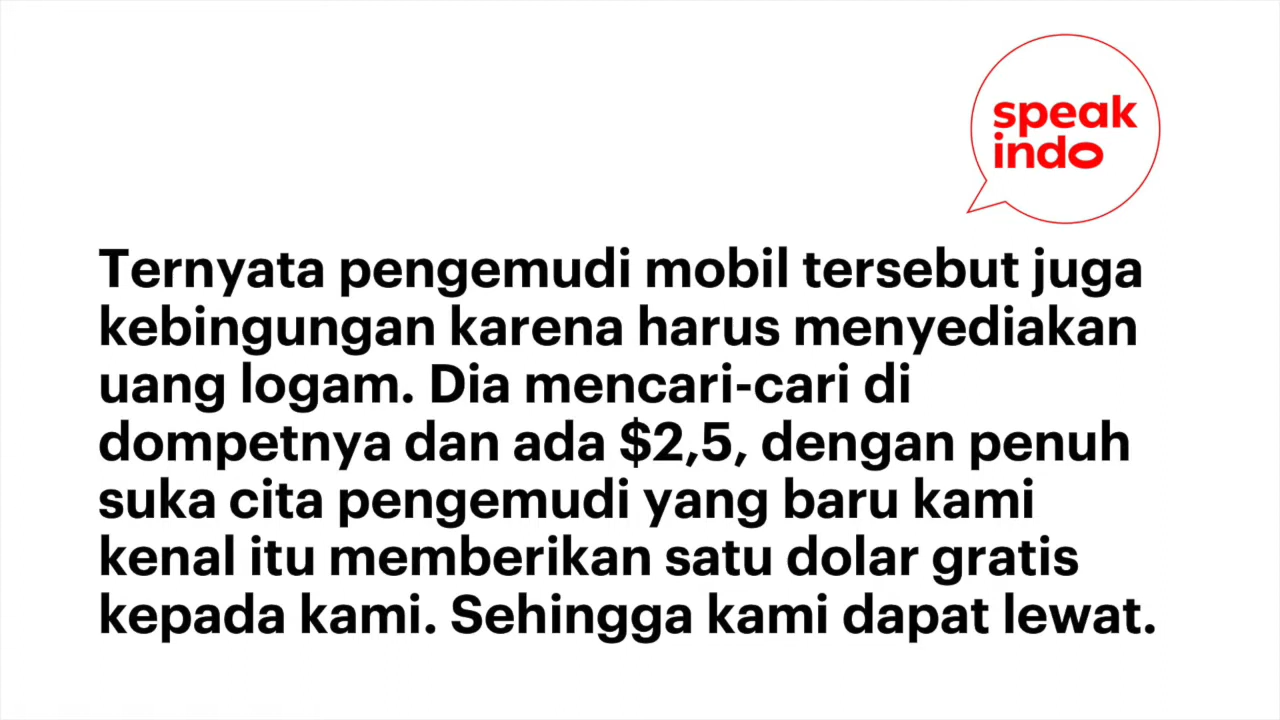 speak
indo
Ternyata pengemudi mobil tersebut juga
kebingungan karena harus menyediakan
uang logam. Dia mencari-cari di
dompetnya dan ada $2,5, dengan penuh
suka cita pengemudi yang baru kami
kenal itu memberikan satu dolar gratis
kepada kami. Sehingga kami dapat lewat.